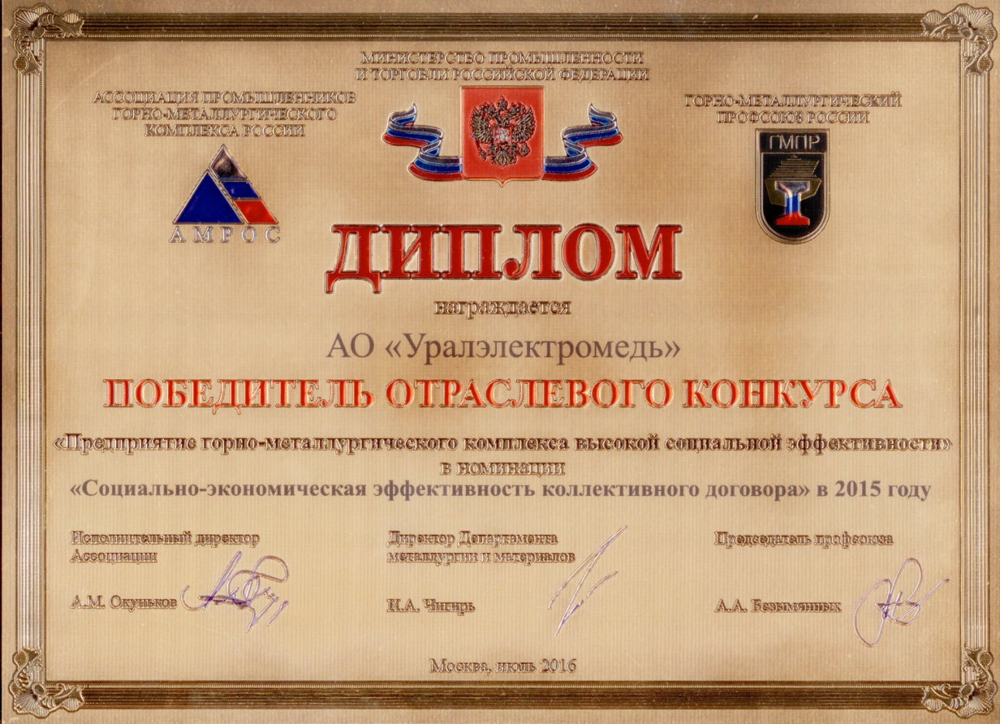 МИНИСТЕРСТВО ПРОМЫШЛЕННОСТИ
И ТОРГОВЛИ РОССИЙСКОЙ ФЕДЕРАЦИИ
АССОЦИАЦИЯ ПРОМЫШЛЕННИКОВ
ГОРНО-МЕТАЛЛУРГИЧЕСКОГО
КОМПЛЕКСА РОССИИ
АМРОС
ГОРНО-МЕТАЛЛУРГИЧЕСКИЙ
ПРОФСОЮЗ РОССИИ
ГМПР
ДИПЛОМ
награждается
АО «Уралэлектромедь»
ПОБЕДИТЕЛЬ ОТРАСЛЕВОГО КОНКУРСА
«Предприятие горно-металлургического комплекса высокой социальной эффективности»
в номинации
«Социально-экономическая эффективность коллективного договора» в 2015 году
Исполнительный директор
Ассоциации
А.М. Окуньков
Директор Департамента
металлургии и материалов
И.А. Чигирь
Председатель профсоюза
А.А. Безымянных
Москва, июль 2016